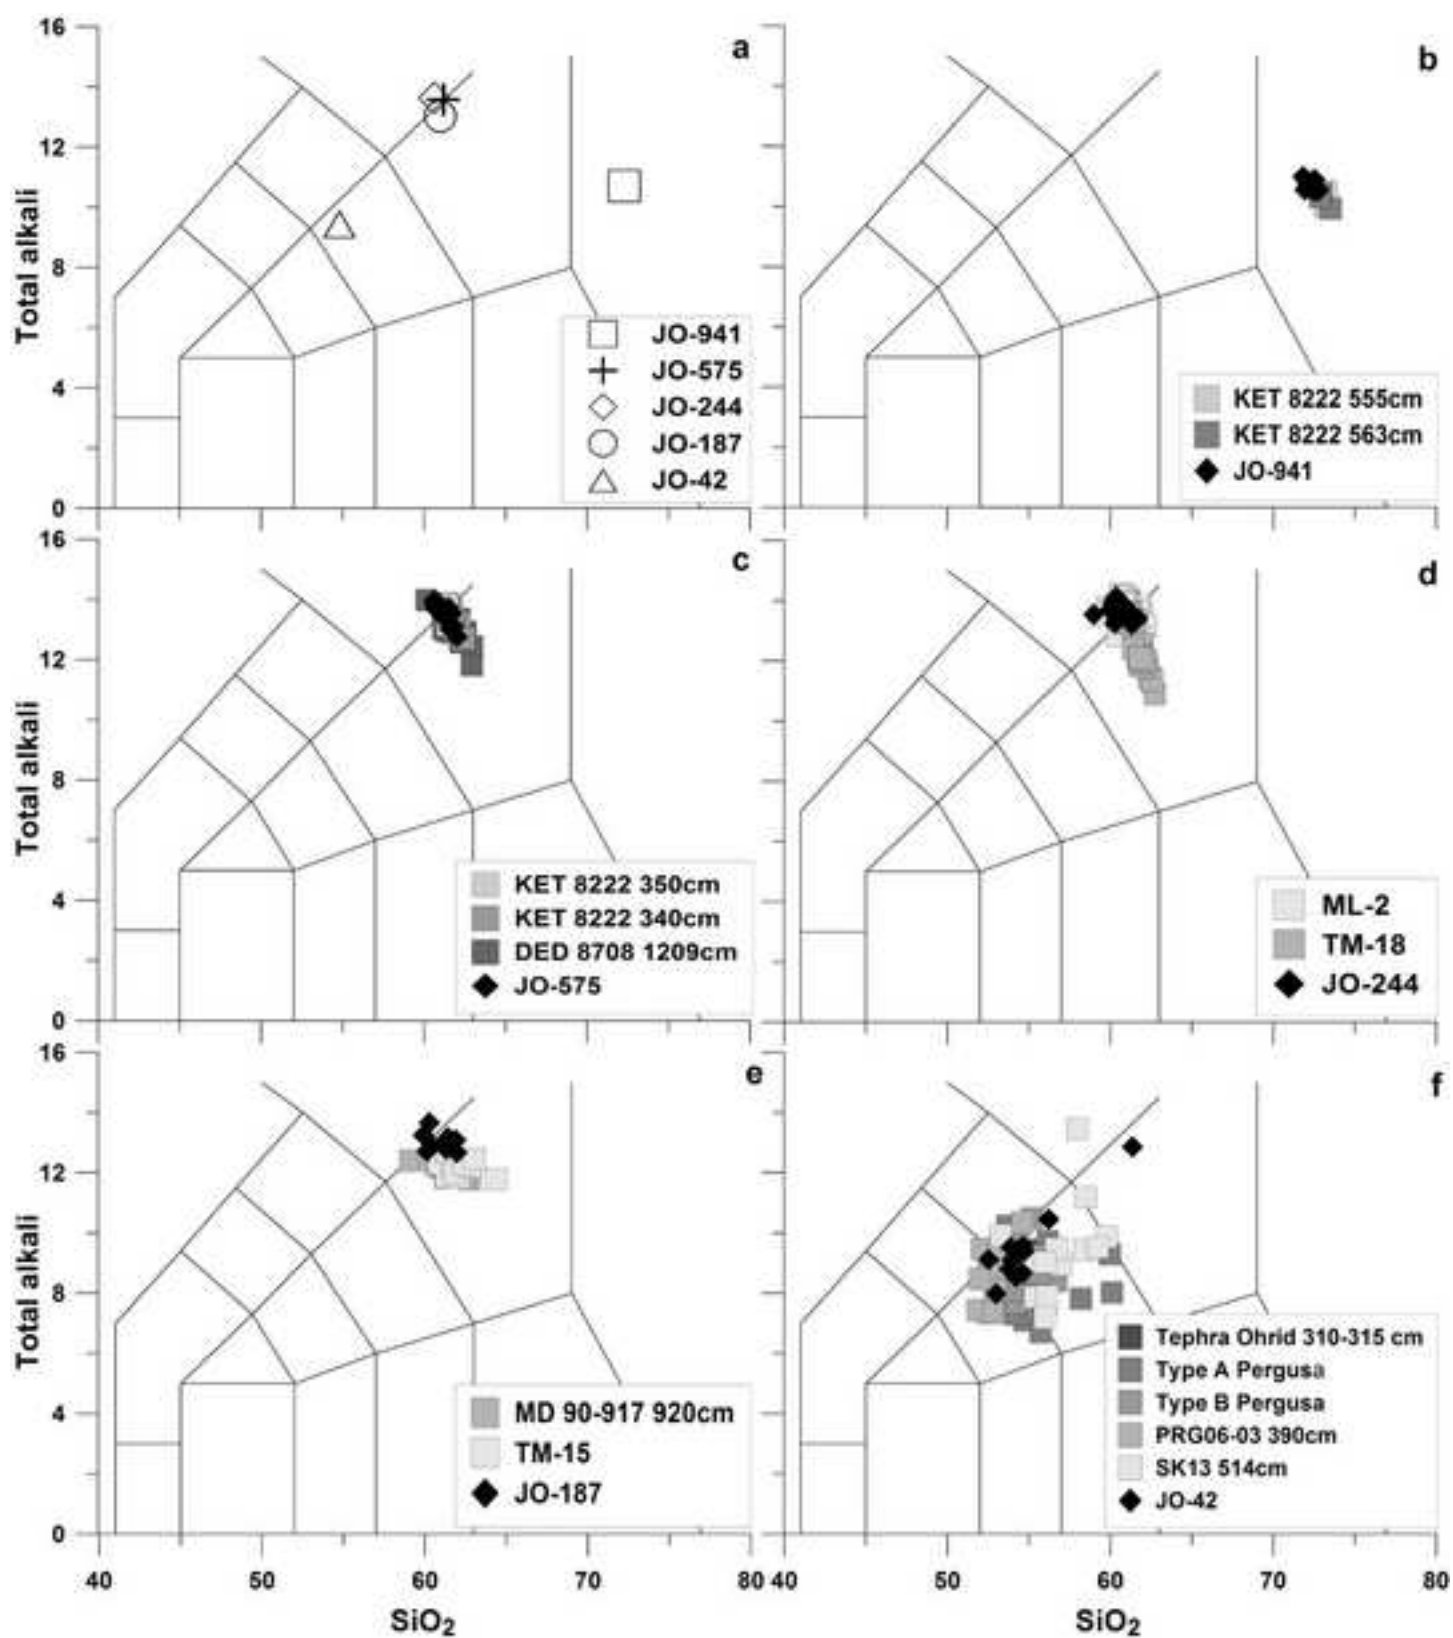 16
12
8
4
0
Total alkali
a
JO-941
JO-575
JO-244
JO-187
JO-42
b
KET 8222 555cm
KET 8222 563cm
JO-941
16
12
8
4
0
Total alkali
c
KET 8222 350cm
KET 8222 340cm
DED 8708 1209cm
JO-575
d
ML-2
TM-18
JO-244
16
12
8
4
0
Total alkali
e
MD 90-917 920cm
TM-15
JO-187
40
50
60
70
80
SiO₂
f
Tephra Ohrid 310-315 cm
Type A Pergusa
Type B Pergusa
PRG06-03 390cm
SK13 514cm
JO-42
40
50
60
70
80
SiO₂